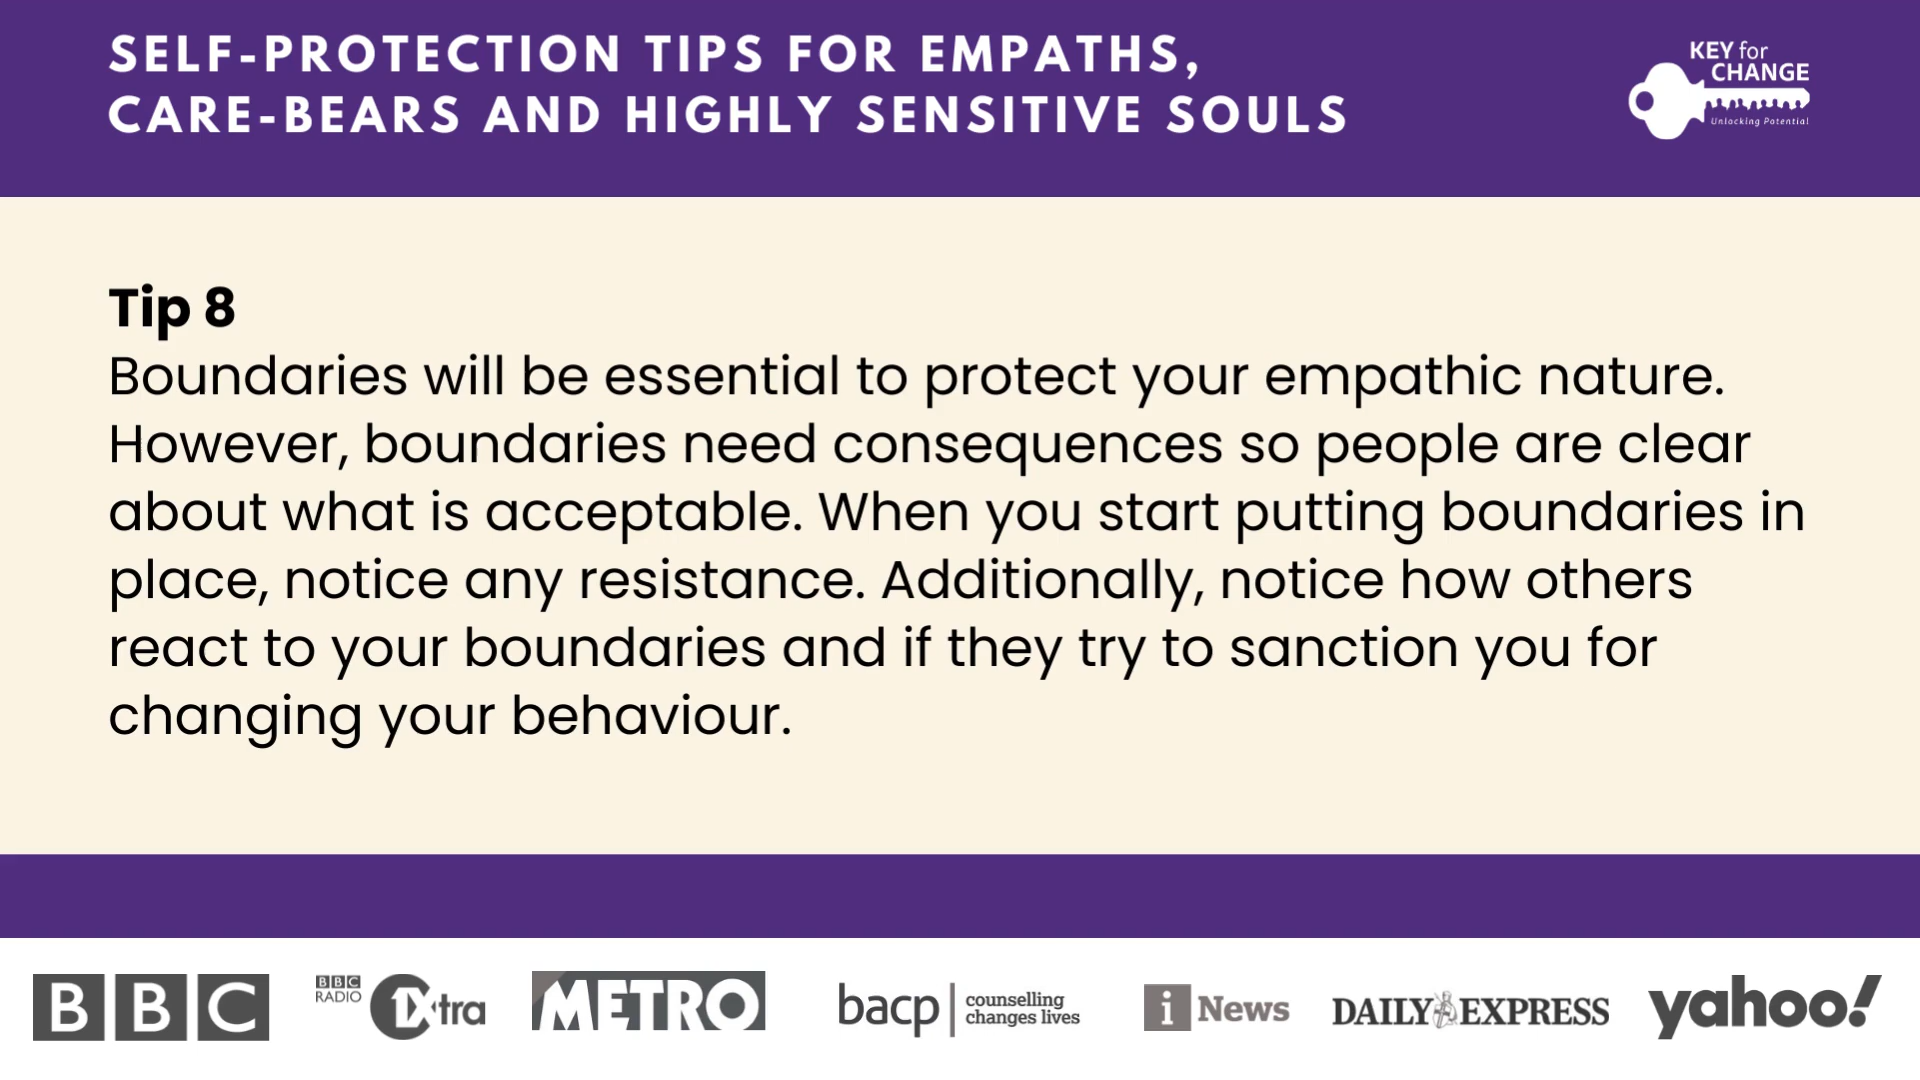 SELF-PROTECTION TIPS FOR EMPATHS,
CARE-BEARS AND HIGHLY SENSITIVE SOULS
KEY for
CHANGE
Unlocking Potential
Tip 8
Boundaries will be essential to protect your empathic nature.
However, boundaries need consequences so people are clear
about what is acceptable. When you start putting boundaries in
place, notice any resistance. Additionally, notice how others
react to your boundaries and if they try to sanction you for
changing your behaviour.
BBC
BBC
RADIO
1Xtra
METRO
bacp
counselling
changes lives
i News
DAILY EXPRESS
yahoo!